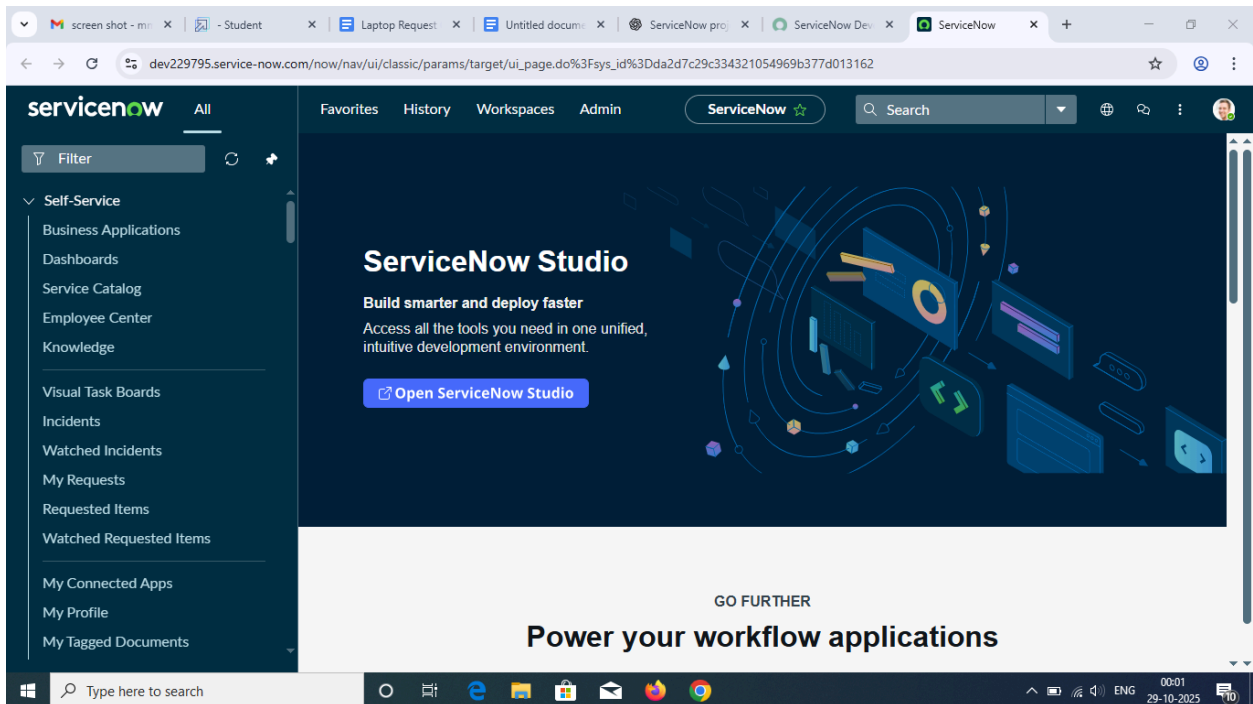 screen shot - mn
- Student
Laptop Request
Untitled docume
ServiceNow proj
ServiceNow Dev
ServiceNow
dev229795.service-now.com/now/nav/ui/classic/params/target/ui_page.do%3Fsys_id%3Dda2d7c29c334321054969b377d013162
servicenow
All
Favorites
History
Workspaces
Admin
ServiceNow
Search
Filter
Self-Service
Business Applications
Dashboards
Service Catalog
Employee Center
Knowledge
Visual Task Boards
Incidents
Watched Incidents
My Requests
Requested Items
Watched Requested Items
My Connected Apps
My Profile
My Tagged Documents
ServiceNow Studio
Build smarter and deploy faster
Access all the tools you need in one unified,
intuitive development environment.
Open ServiceNow Studio
GO FURTHER
Power your workflow applications
Type here to search
ENG
00:01
29-10-2025
10